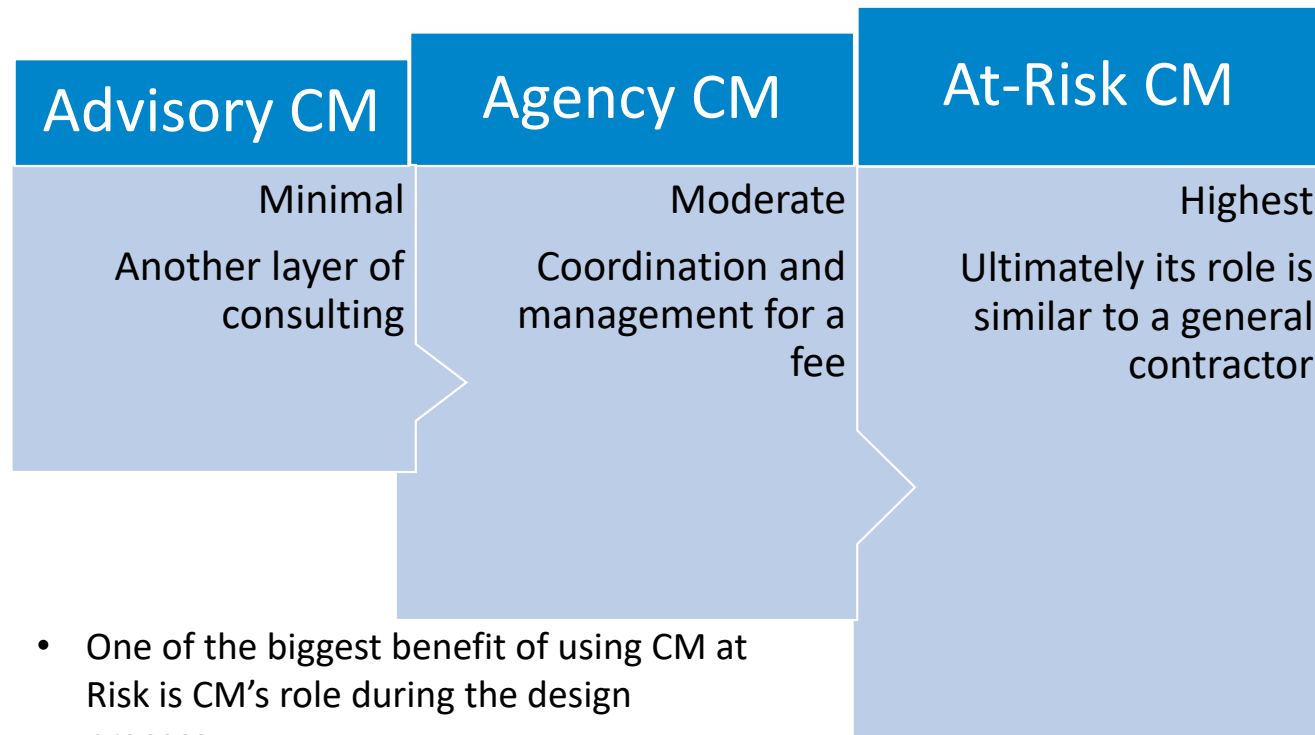 Advisory CM
Minimal
Another layer of
consulting
Agency CM
Moderate
Coordination and
management for a
fee
At-Risk CM
Highest
Ultimately its role is
similar to a general
contractor
• One of the biggest benefit of using CM at
Risk is CM’s role during the design